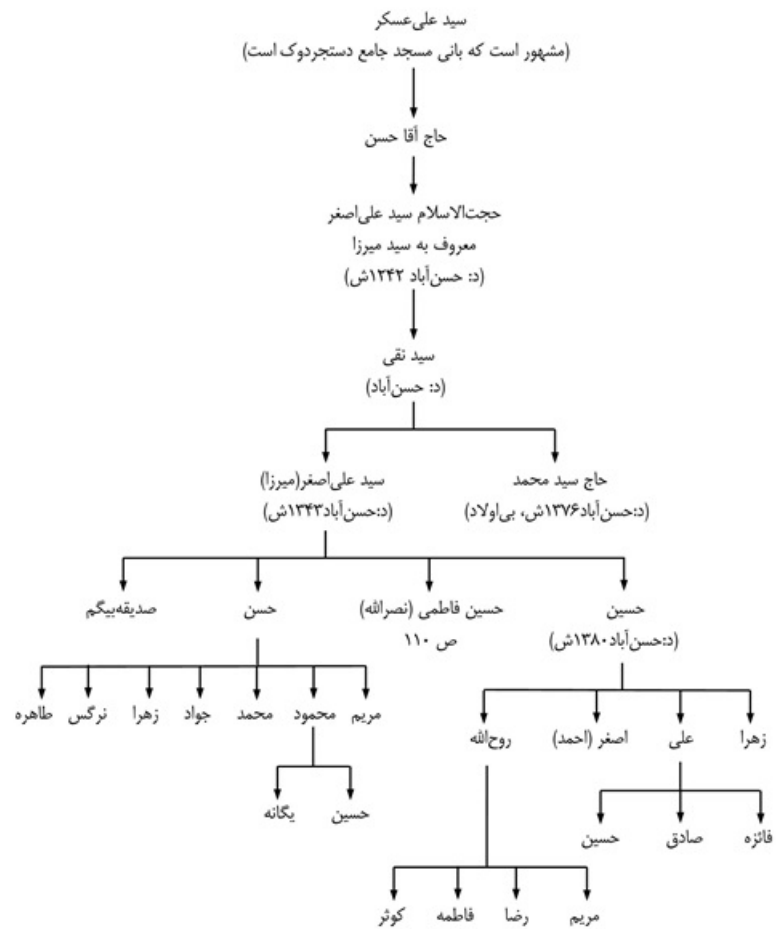 سید علی‌عسکر
(مشهور است که بانی مسجد جامع دستجردوک است)
حاج آقا حسن
حجت‌الاسلام سید علی‌اصغر
معروف به سید میرزا
(د: حسن‌آباد ۱۲۴۲ش)
سید نقی
(د: حسن‌آباد)
حاج سید محمد
(د:حسن‌آباد۱۳۷۶ش، بی‌اولاد)
سید علی‌اصغر(میرزا)
(د:حسن‌آباد۱۳۴۳ش)
حسین
(د:حسن‌آباد۱۳۸۰ش)
حسین فاطمی (نصرالله)
ص ۱۱۰
حسن
صدیقه‌بیگم
مریم
محمود
محمد
جواد
زهرا
نرگس
طاهره
زهرا
علی
اصغر (احمد)
روح‌الله
حسین
یگانه
فائزه
صادق
حسین
مریم
رضا
فاطمه
کوثر